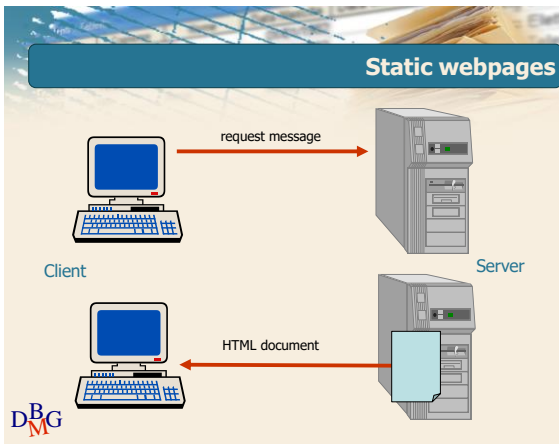 Static webpages
request message
Client
Server
HTML document
DBMG